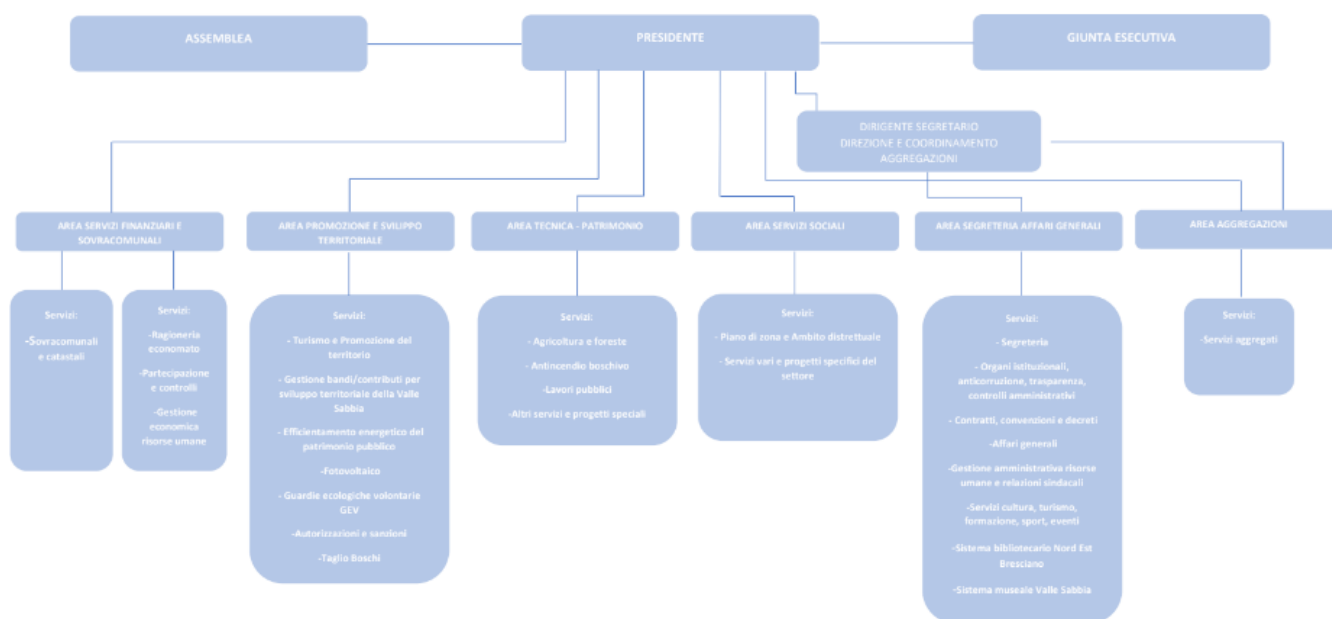 ASSEMBLEA
PRESIDENTE
GIUNTA ESECUTIVA
DIRIGENTE SEGRETARIO
DIREZIONE E COORDINAMENTO
AGGREGAZIONI
AREA SERVIZI FINANZIARI E
SOVRACOMUNALI
AREA PROMOZIONE E SVILUPPO
TERRITORIALE
AREA TECNICA - PATRIMONIO
AREA SERVIZI SOCIALI
AREA SEGRETERIA AFFARI GENERALI
AREA AGGREGAZIONI
Servizi:
-Sovracomunali
e catastali
Servizi:
-Ragioneria
economato
-Partecipazione
e controlli
-Gestione
economica
risorse umane
Servizi:
- Turismo e Promozione del
territorio
- Gestione bandi/contributi per
sviluppo territoriale della Valle
Sabbia
- Efficientamento energetico del
patrimonio pubblico
-Fotovoltaico
- Guardie ecologiche volontarie
GEV
-Autorizzazioni e sanzioni
-Taglio Boschi
Servizi:
- Agricoltura e foreste
- Antincendio boschivo
-Lavori pubblici
-Altri servizi e progetti speciali
Servizi:
- Piano di zona e Ambito distrettuale
- Servizi vari e progetti specifici del
settore
Servizi:
- Segreteria
- Organi istituzionali,
anticorruzione, trasparenza,
controlli amministrativi
- Contratti, convenzioni e decreti
-Affari generali
-Gestione amministrativa risorse
umane e relazioni sindacali
-Servizi cultura, turismo,
formazione, sport, eventi
-Sistema bibliotecario Nord Est
Bresciano
-Sistema museale Valle Sabbia
Servizi:
-Servizi aggregati